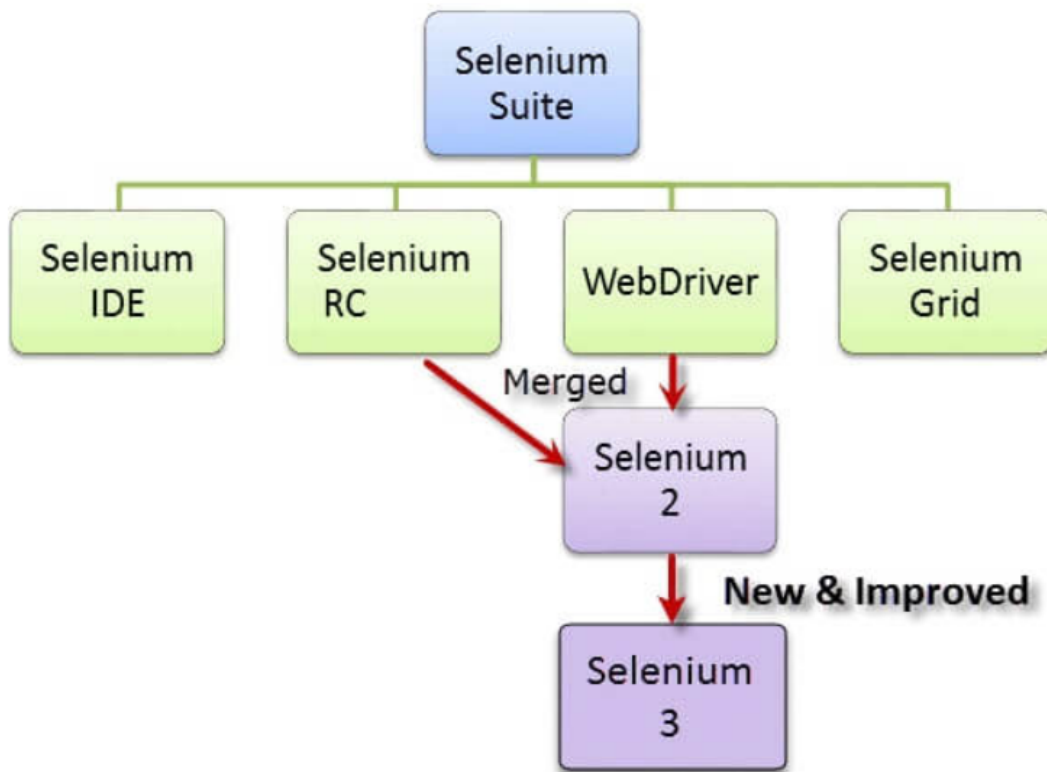 Selenium
Suite
Selenium
IDE
Selenium
RC
WebDriver
Selenium
Grid
Merged
Selenium
2
New & Improved
Selenium
3